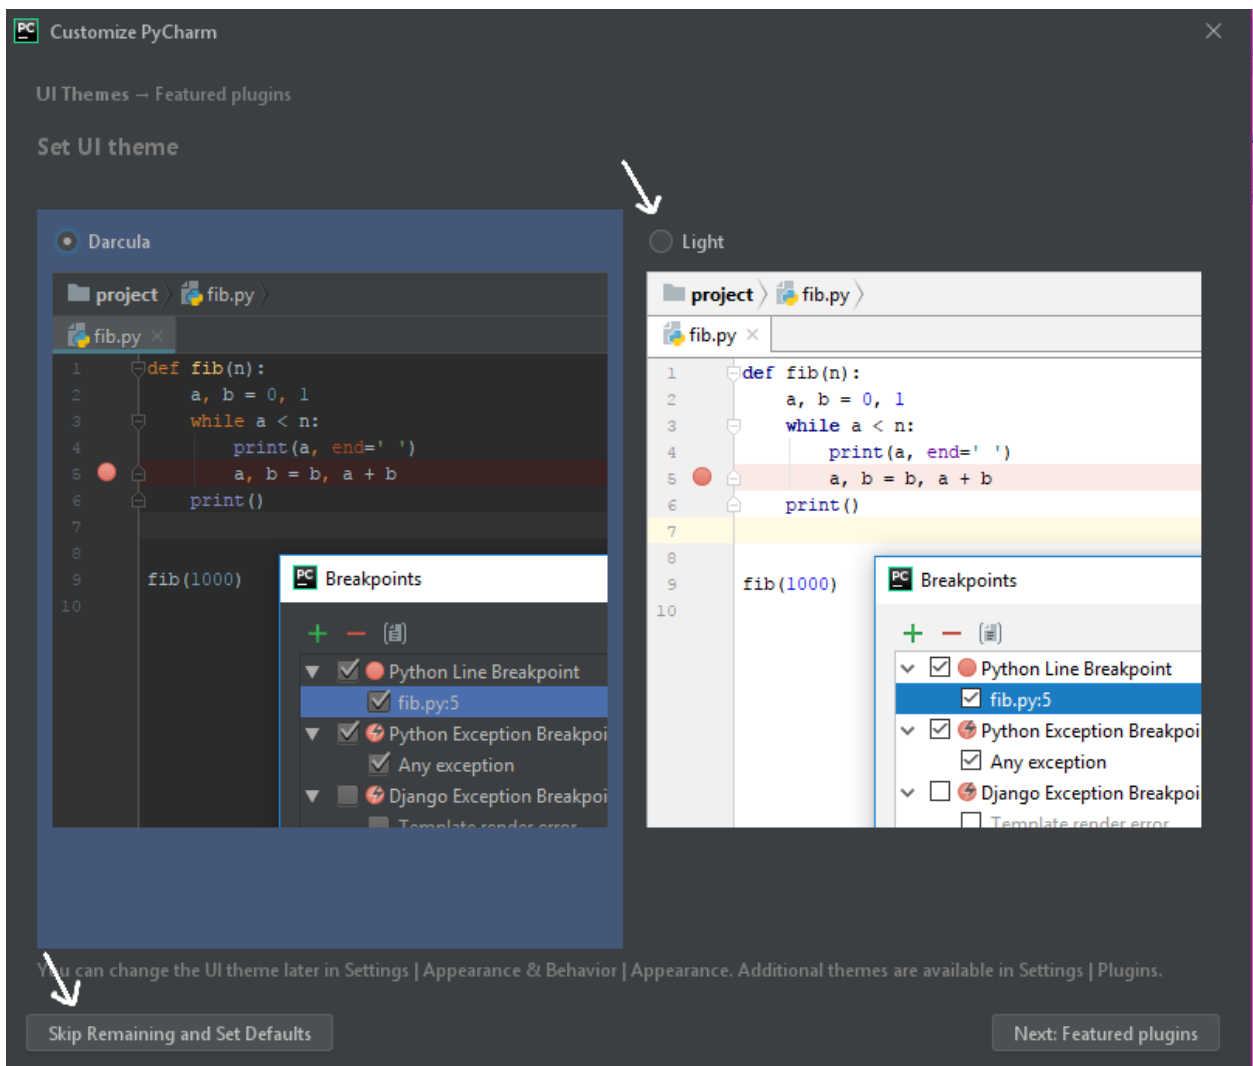 PC Customize PyCharm
UI Themes → Featured plugins
Set UI theme
Darcula
project fib.py
fib.py
1 def fib(n):
2 a, b = 0, 1
3 while a < n:
4 print(a, end=' ')
5 a, b = b, a + b
6 print()
7
8
9 fib(1000)
10
PC Breakpoints
Python Line Breakpoint
fib.py:5
Python Exception Breakpoi
Any exception
Django Exception Breakpoi
Template render error
Light
project fib.py
fib.py
1 def fib(n):
2 a, b = 0, 1
3 while a < n:
4 print(a, end=' ')
5 a, b = b, a + b
6 print()
7
8
9 fib(1000)
10
PC Breakpoints
Python Line Breakpoint
fib.py:5
Python Exception Breakpoi
Any exception
Django Exception Breakpoi
Template render error
You can change the UI theme later in Settings | Appearance & Behavior | Appearance. Additional themes are available in Settings | Plugins.
Skip Remaining and Set Defaults
Next: Featured plugins